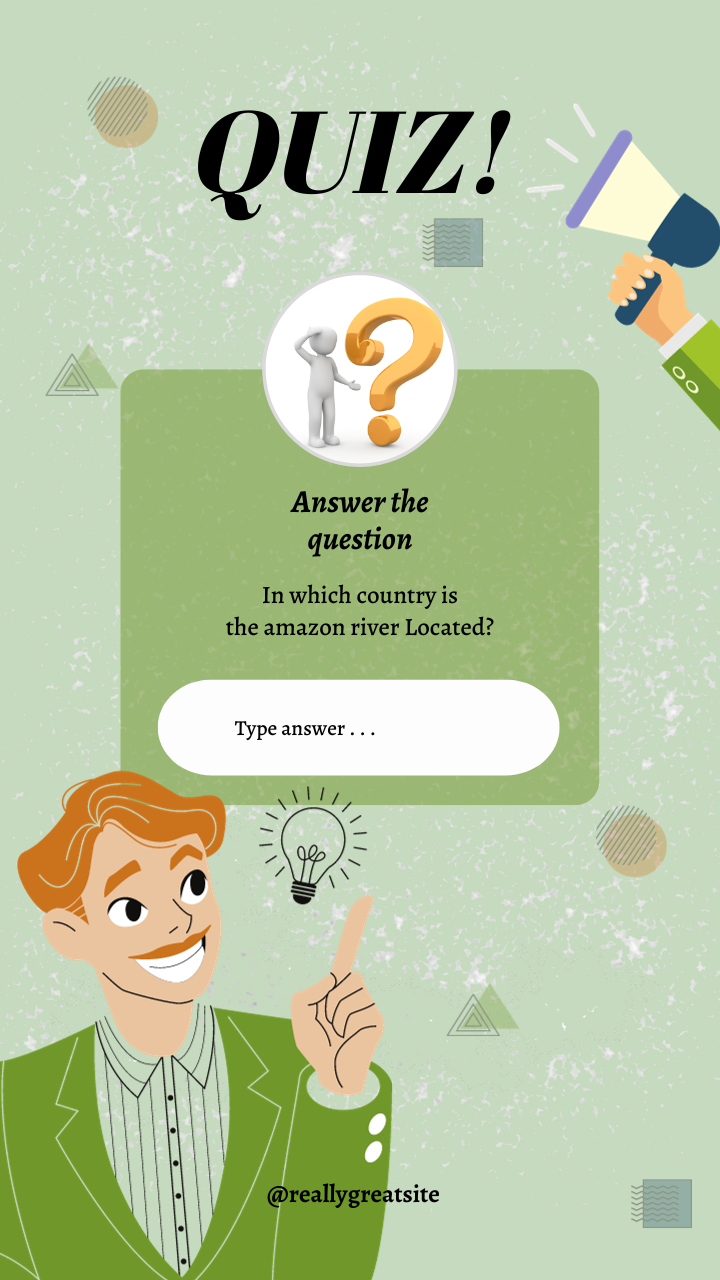 QUIZ!
Answer the
question
In which country is
the amazon river Located?
Type answer . . .
@reallygreatsite